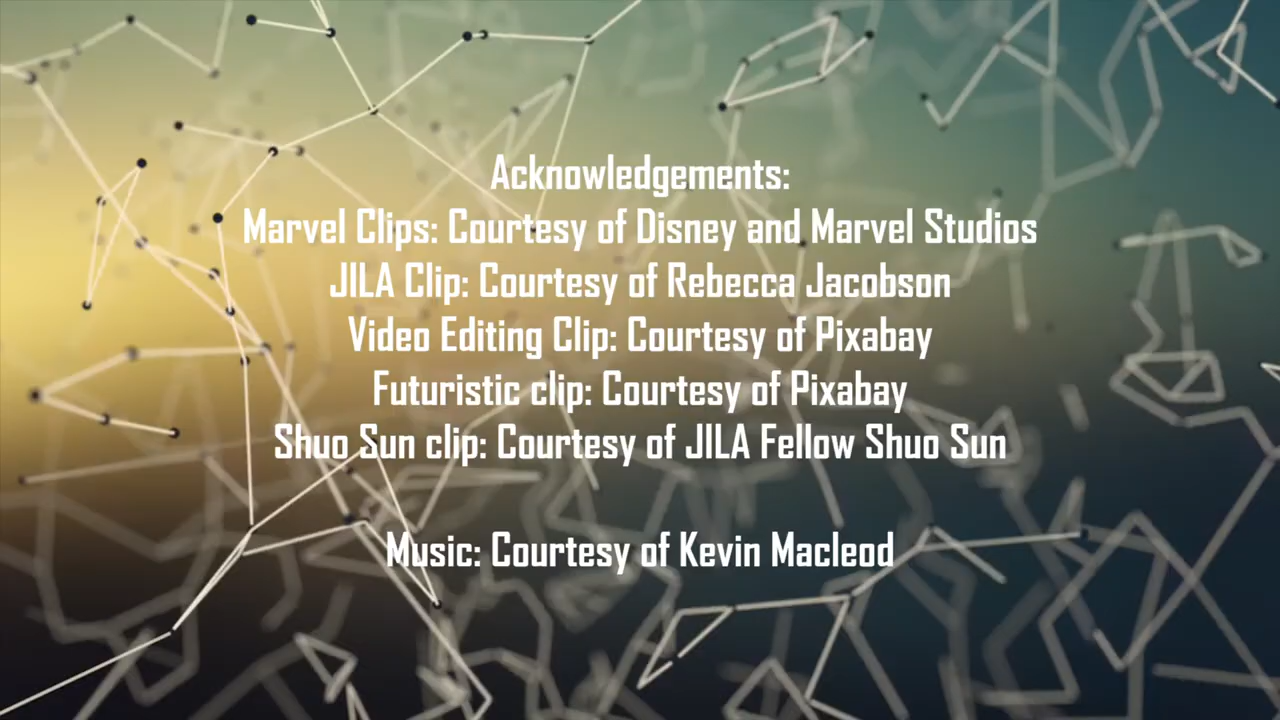 Acknowledgements:
Marvel Clips: Courtesy of Disney and Marvel Studios
JILA Clip: Courtesy of Rebecca Jacobson
Video Editing Clip: Courtesy of Pixabay
Futuristic clip: Courtesy of Pixabay
Shuo Sun clip: Courtesy of JILA Fellow Shuo Sun
Music: Courtesy of Kevin Macleod